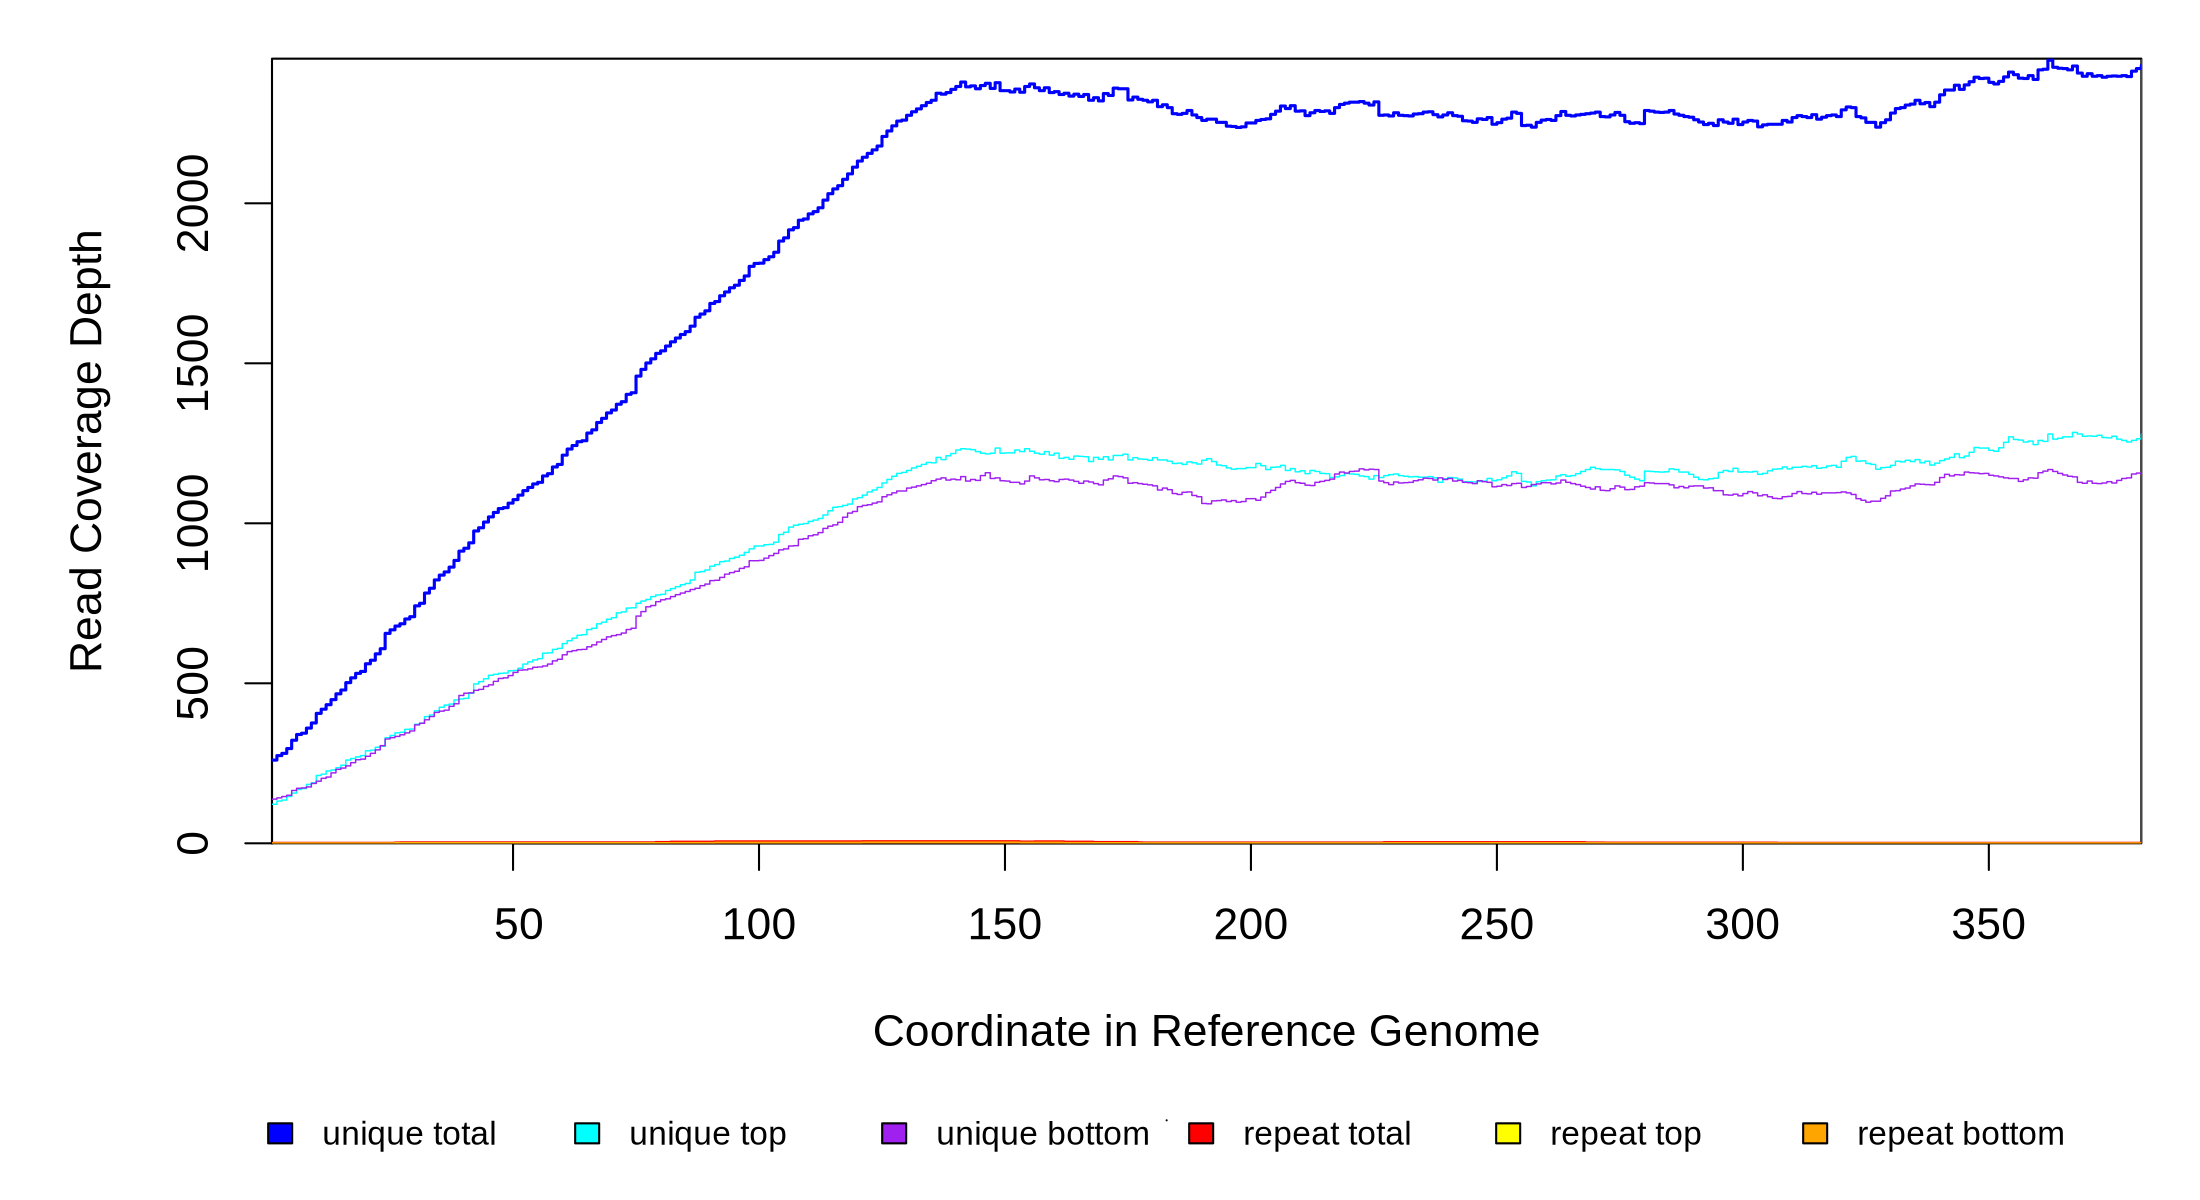 2000
1500
1000
500
0
Read Coverage Depth
50 100 150 200 250 300 350
Coordinate in Reference Genome
unique total unique top unique bottom repeat total repeat top repeat bottom